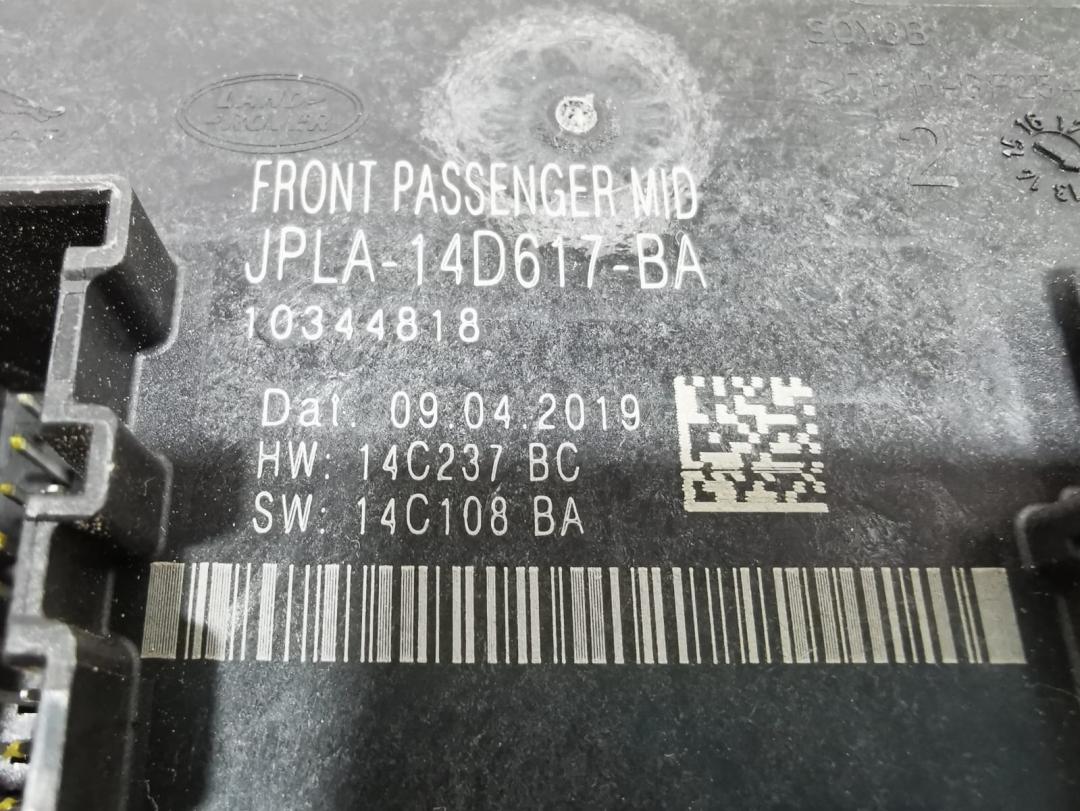 LAND-
ROVER
2
FRONT PASSENGER MID
JPLA-14D617-BA
10344818
Dat. 09.04.2019
HW: 14C237 BC
SW: 14C108 BA